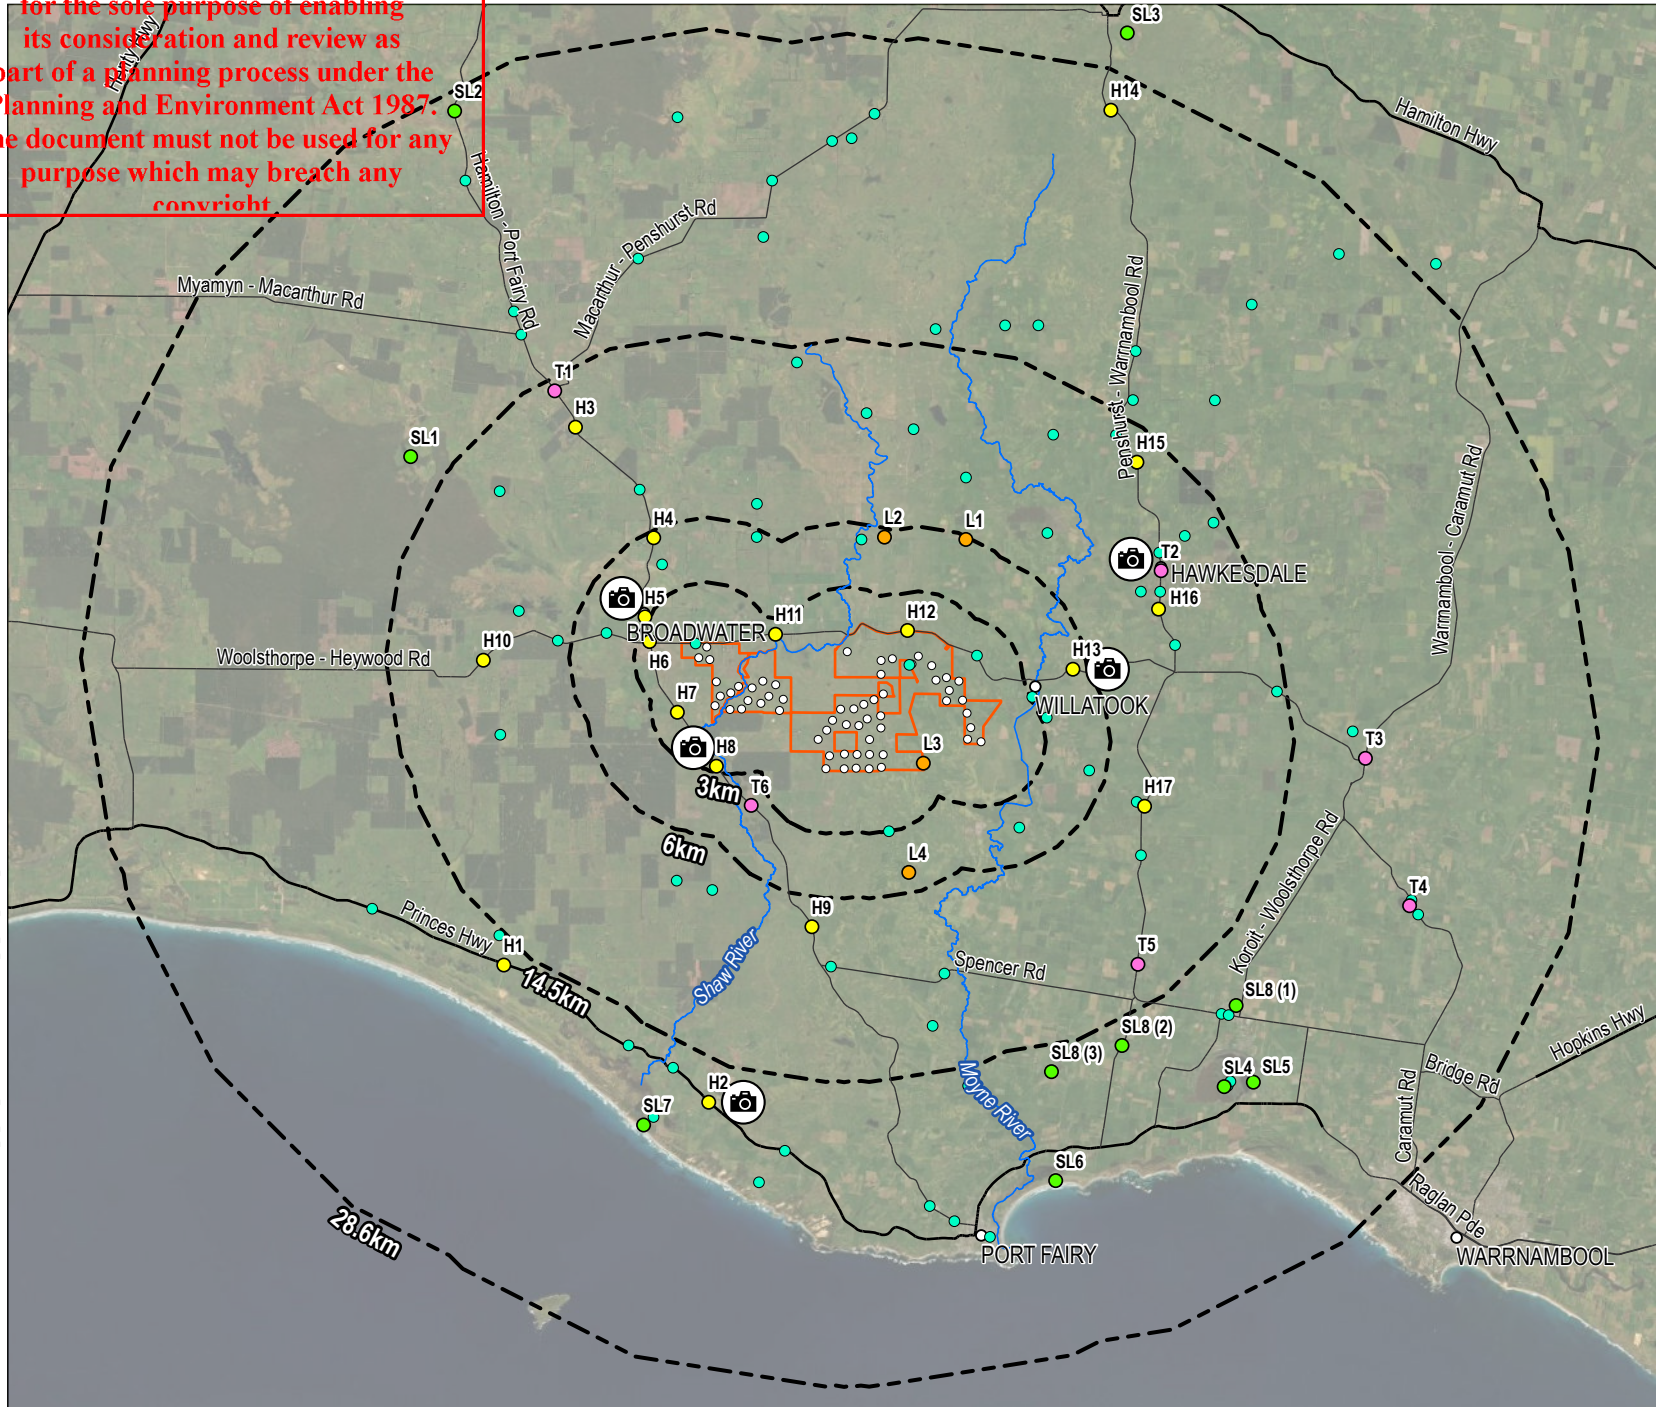 for the sole purpose of enabling
its consideration and review as
part of a planning process under the
Planning and Environment Act 1987.
The document must not be used for any
purpose which may breach any
copyright
Henty Hwy
SL3
SL2
H14
Hamilton Hwy
Hamilton - Port Fairy Rd
Macarthur - Penshurst Rd
Myamyn - Macarthur Rd
Penshurst - Warrnambool Rd
T1
H3
SL1
H15
Warrnambool - Caramut Rd
H4
L2
L1
T2
HAWKESDALE
H5
H11
H12
H16
BROADWATER
H10
Woolsthorpe - Heywood Rd
H6
H13
H7
WILLATOOK
H8
L3
T3
3km
T6
H17
6km
L4
Koroit - Woolsthorpe Rd
T4
Princes Hwy
H1
H9
T5
14.5km
Shaw River
Spencer Rd
SL8 (1)
SL8 (2)
Hopkins Hwy
SL8 (3)
SL4
SL5
Bridge Rd
H2
Moyne River
SL7
Caramut Rd
SL6
Raglan Pde
28.6km
PORT FAIRY
WARRNAMBOOL